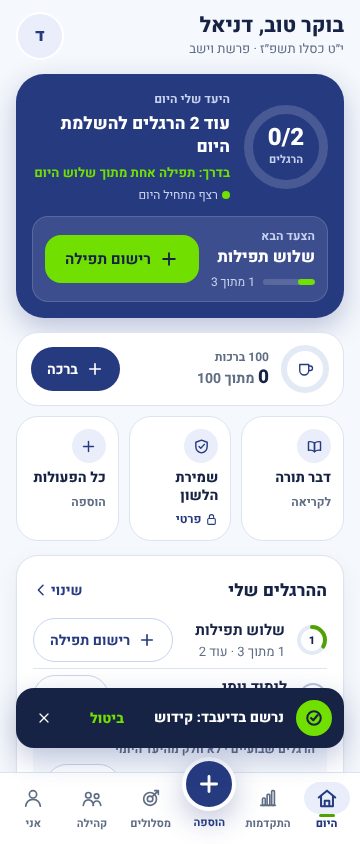 בוקר טוב, דניאל
י״ט כסלו תשפ״ז · פרשת וישב
ד
היעד שלי היום
עוד 2 הרגלים להשלמת
היום
בדרך: תפילה אחת מתוך שלוש היום
רצף מתחיל היום
0/2
הרגלים
הצעד הבא
שלוש תפילות
1 מתוך 3
רישום תפילה
100 ברכות
0 מתוך 100
ברכה
דבר תורה
לקריאה
שמירת
הלשון
פרטי
כל הפעולות
הוספה
ההרגלים שלי
שינוי
1
שלוש תפילות
1 מתוך 3 · עוד 2
רישום תפילה
נרשם בדיעבד: קידוש
ביטול
היום
התקדמות
הוספה
מסלולים
קהילה
אני